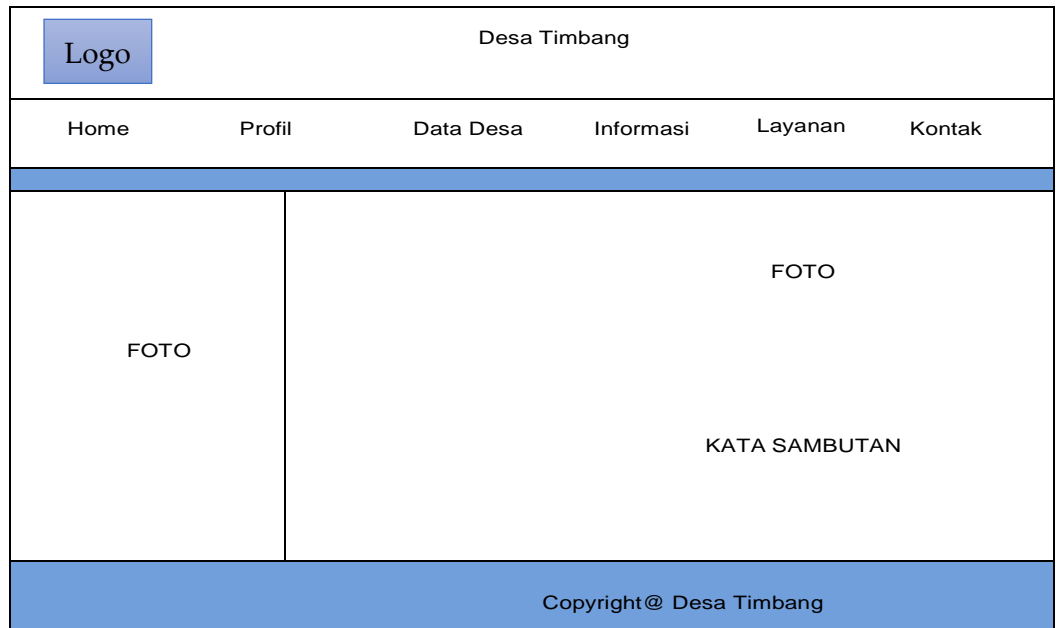 Logo
Desa Timbang
Home Profil Data Desa Informasi Layanan Kontak
FOTO
FOTO
KATA SAMBUTAN
Copyright@ Desa Timbang